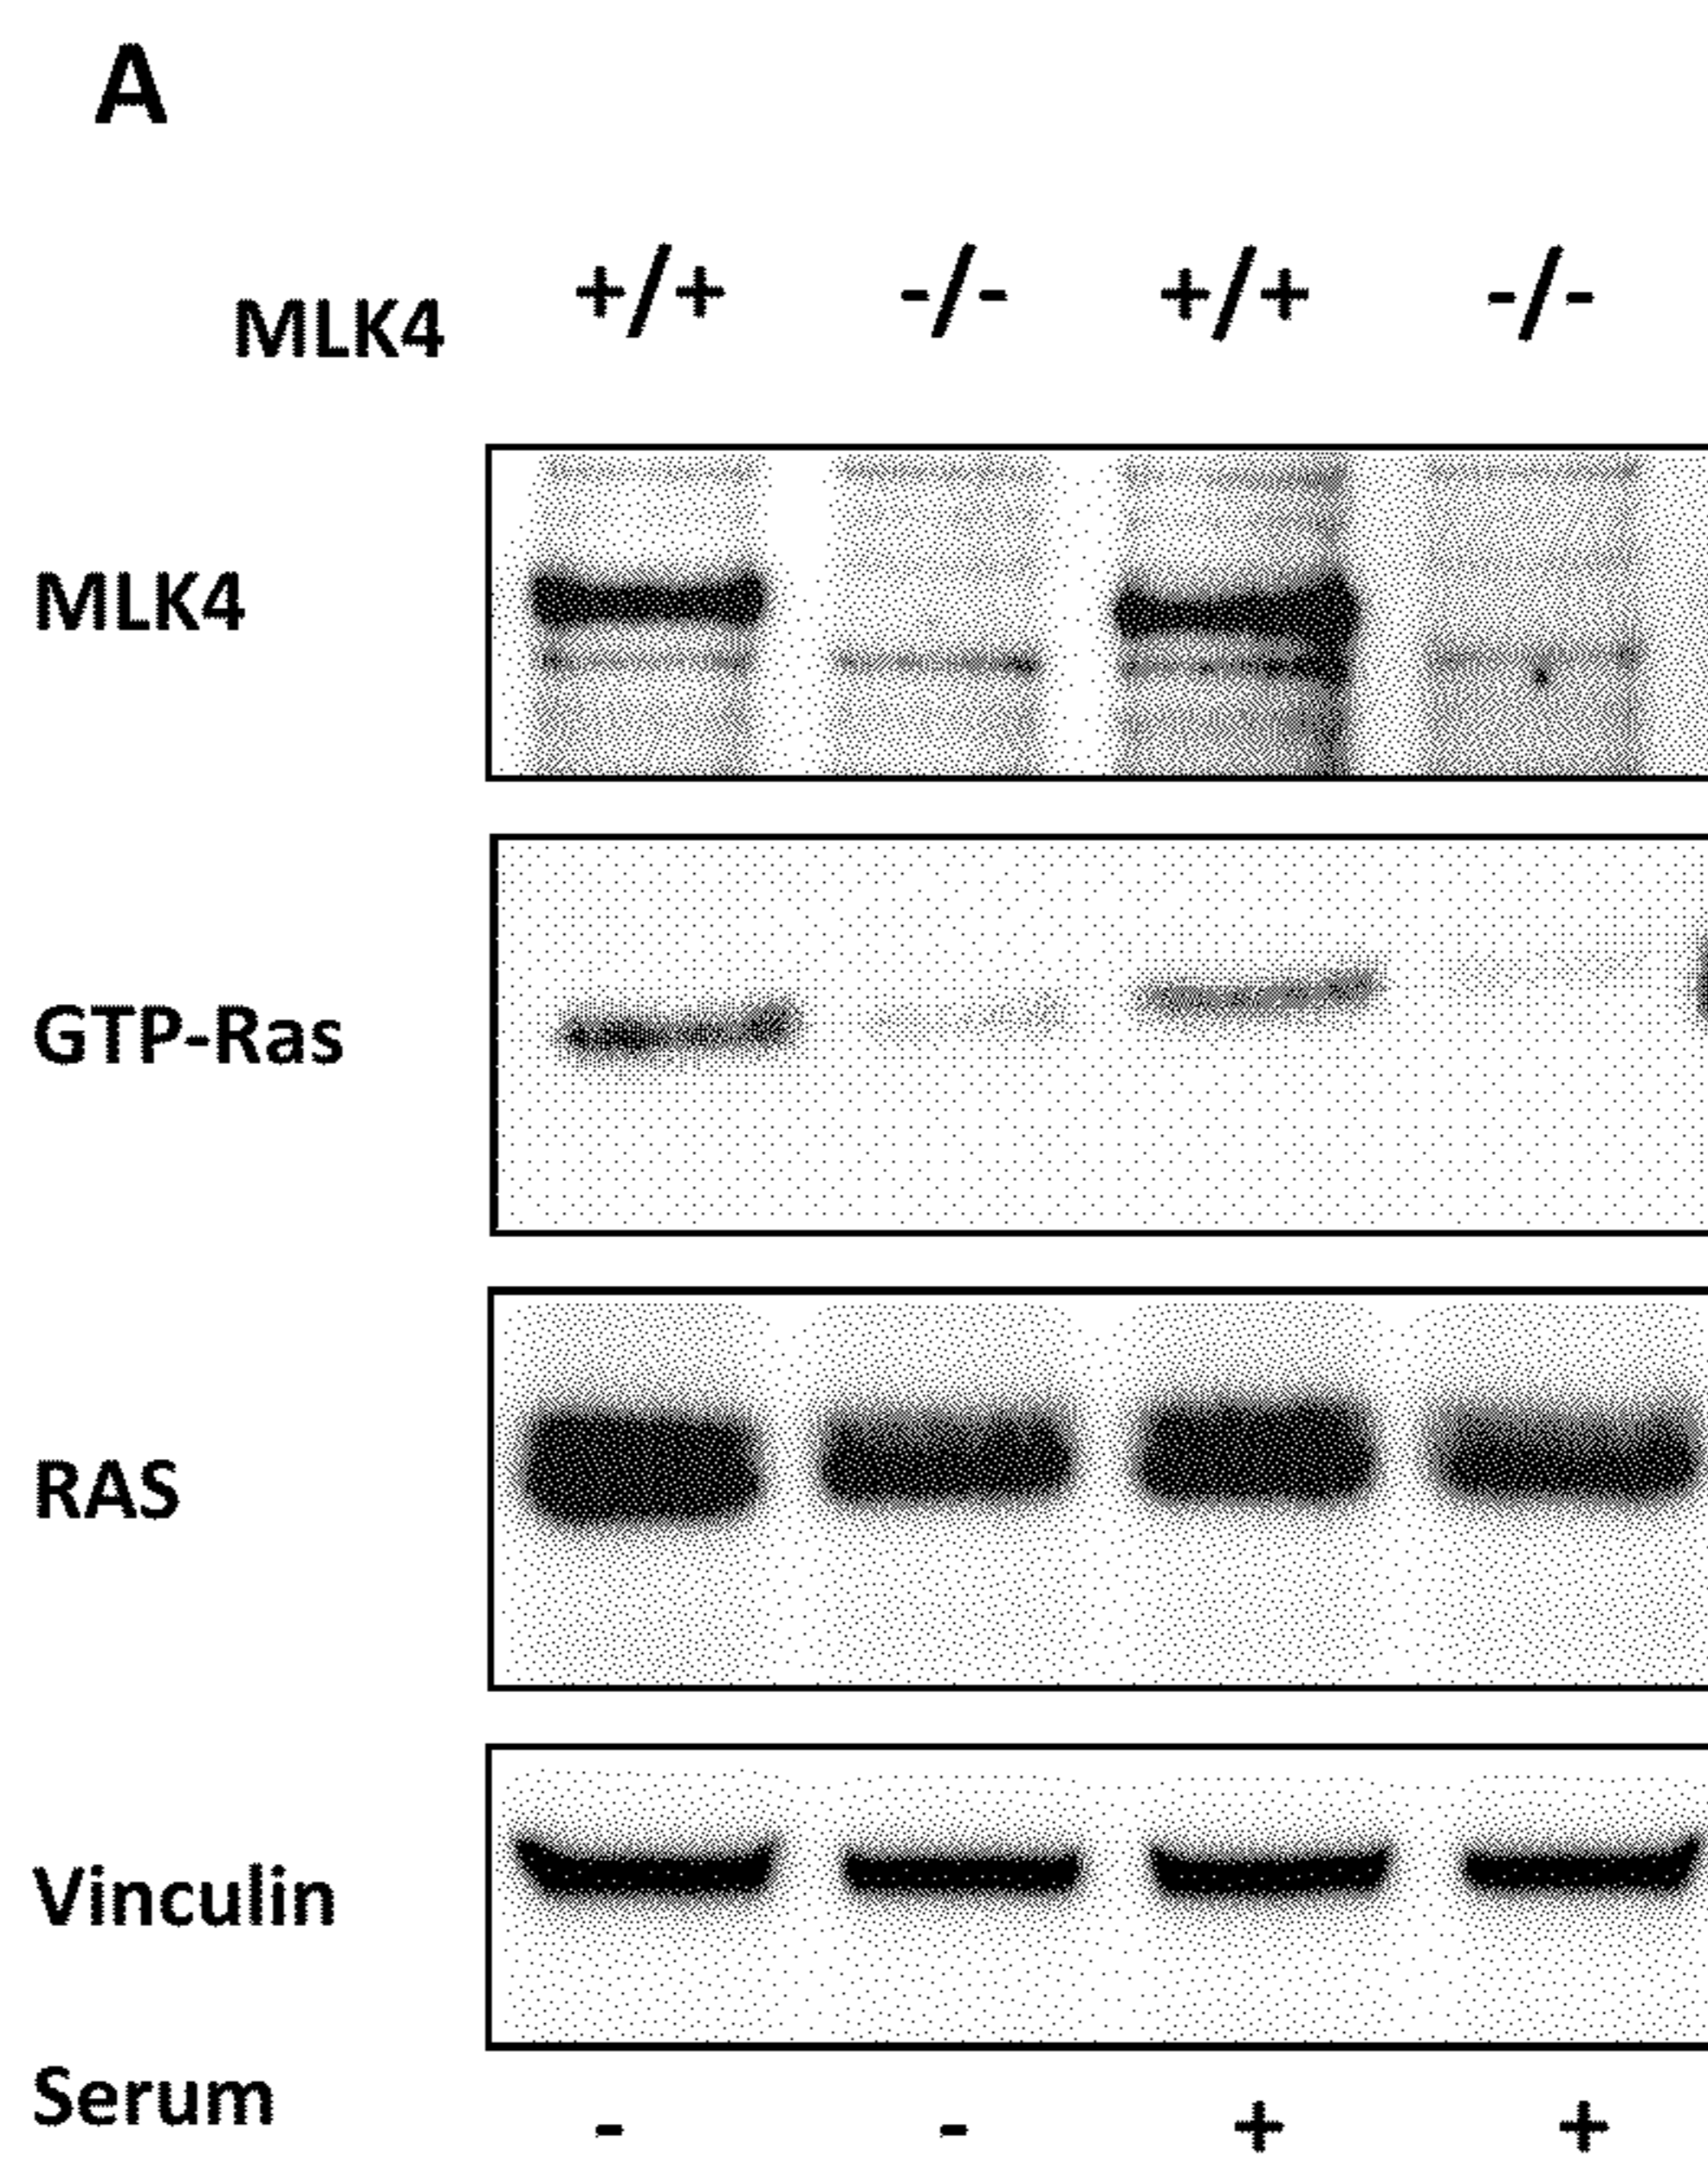 A
MLK4 +/+ -/- +/+ -/-
MLK4
GTP-Ras
RAS
Vinculin
Serum - - + +